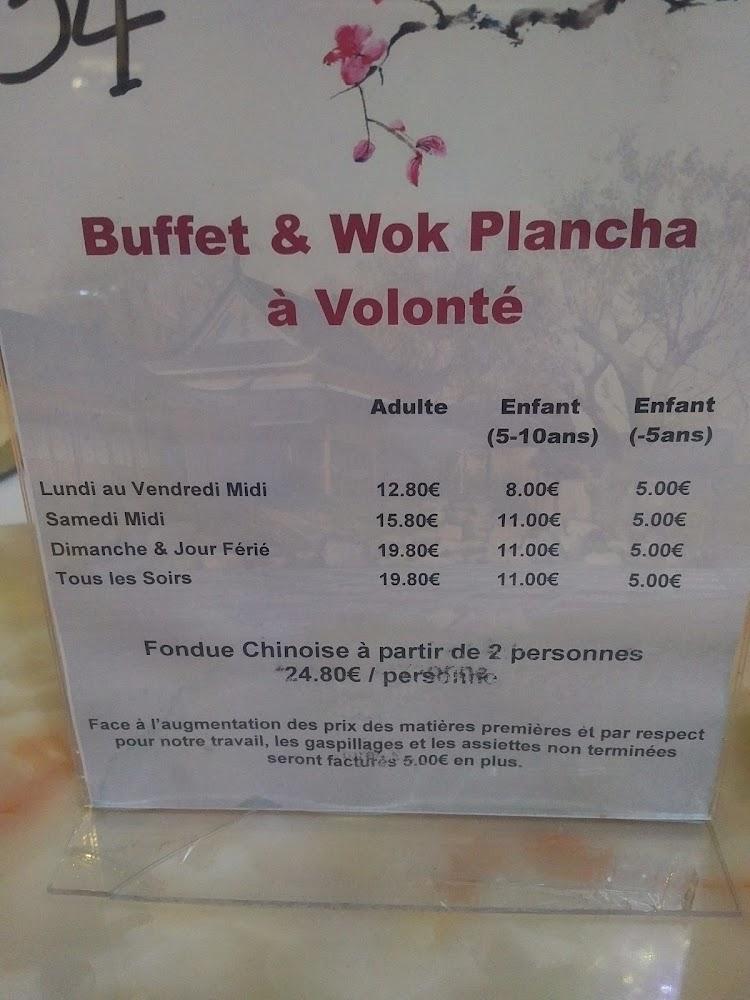 34
Buffet & Wok Plancha
à Volonté
Adulte Enfant Enfant
(5-10ans) (-5ans)
Lundi au Vendredi Midi 12.80€ 8.00€ 5.00€
Samedi Midi 15.80€ 11.00€ 5.00€
Dimanche & Jour Férié 19.80€ 11.00€ 5.00€
Tous les Soirs 19.80€ 11.00€ 5.00€
Fondue Chinoise à partir de 2 personnes
24.80€ / personne
Face à l'augmentation des prix des matières premières et par respect
pour notre travail, les gaspillages et les assiettes non terminées
seront facturés 5.00€ en plus.